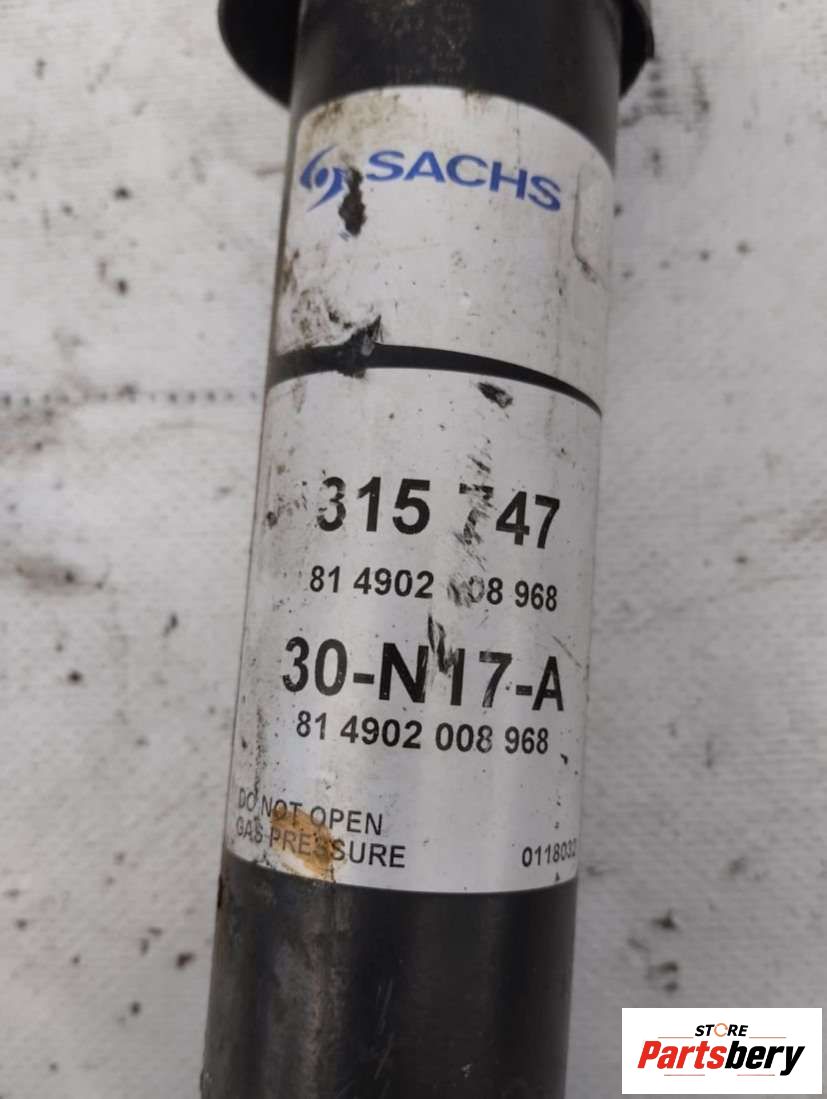 SACHS
315 747
81 4902 008 968
30-N17-A
81 4902 008 968
DO NOT OPEN
GAS PRESSURE
0118032
STORE
Partsbery